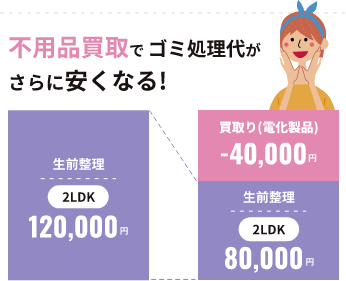 不用品買取で ゴミ処理代が
さらに安くなる!
生前整理
2LDK
120,000円
買取り(電化製品)
-40,000円
生前整理
2LDK
80,000円